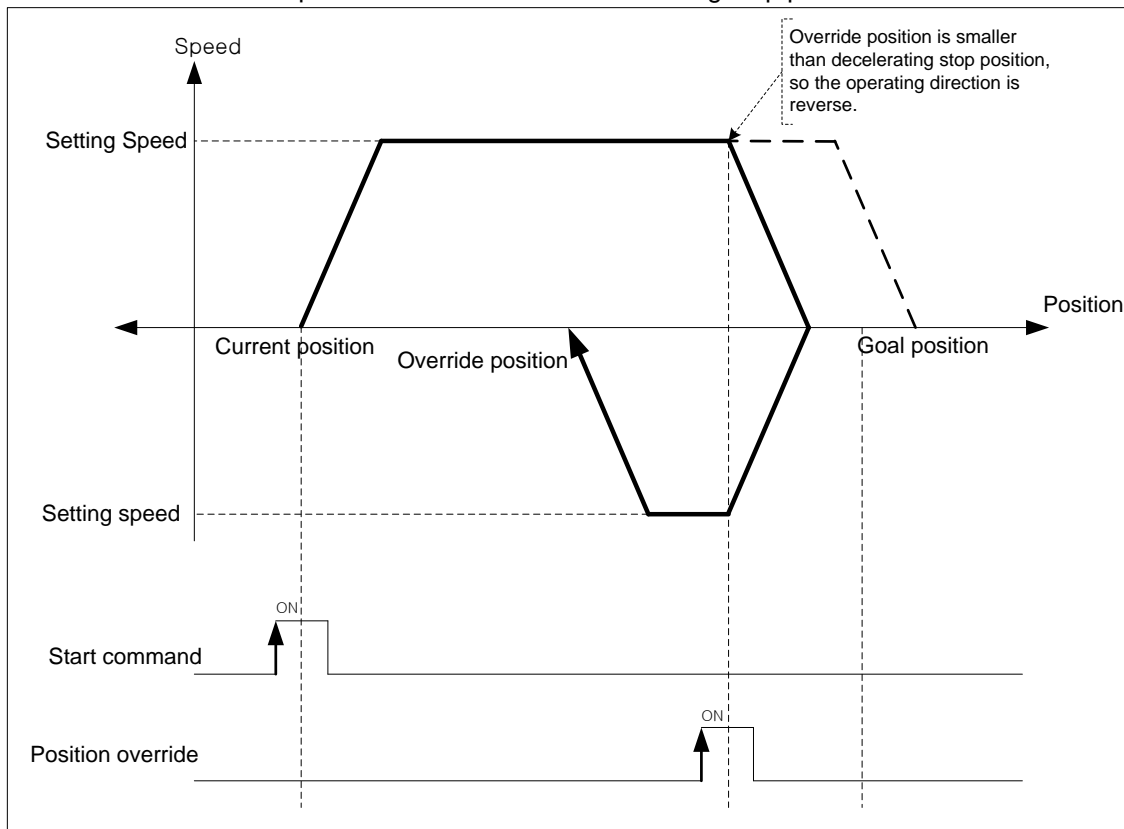 Speed
Override position is smaller
than decelerating stop position,
so the operating direction is
reverse.
Setting Speed
Position
Current position
Override position
Goal position
Setting speed
ON
Start command
ON
Position override